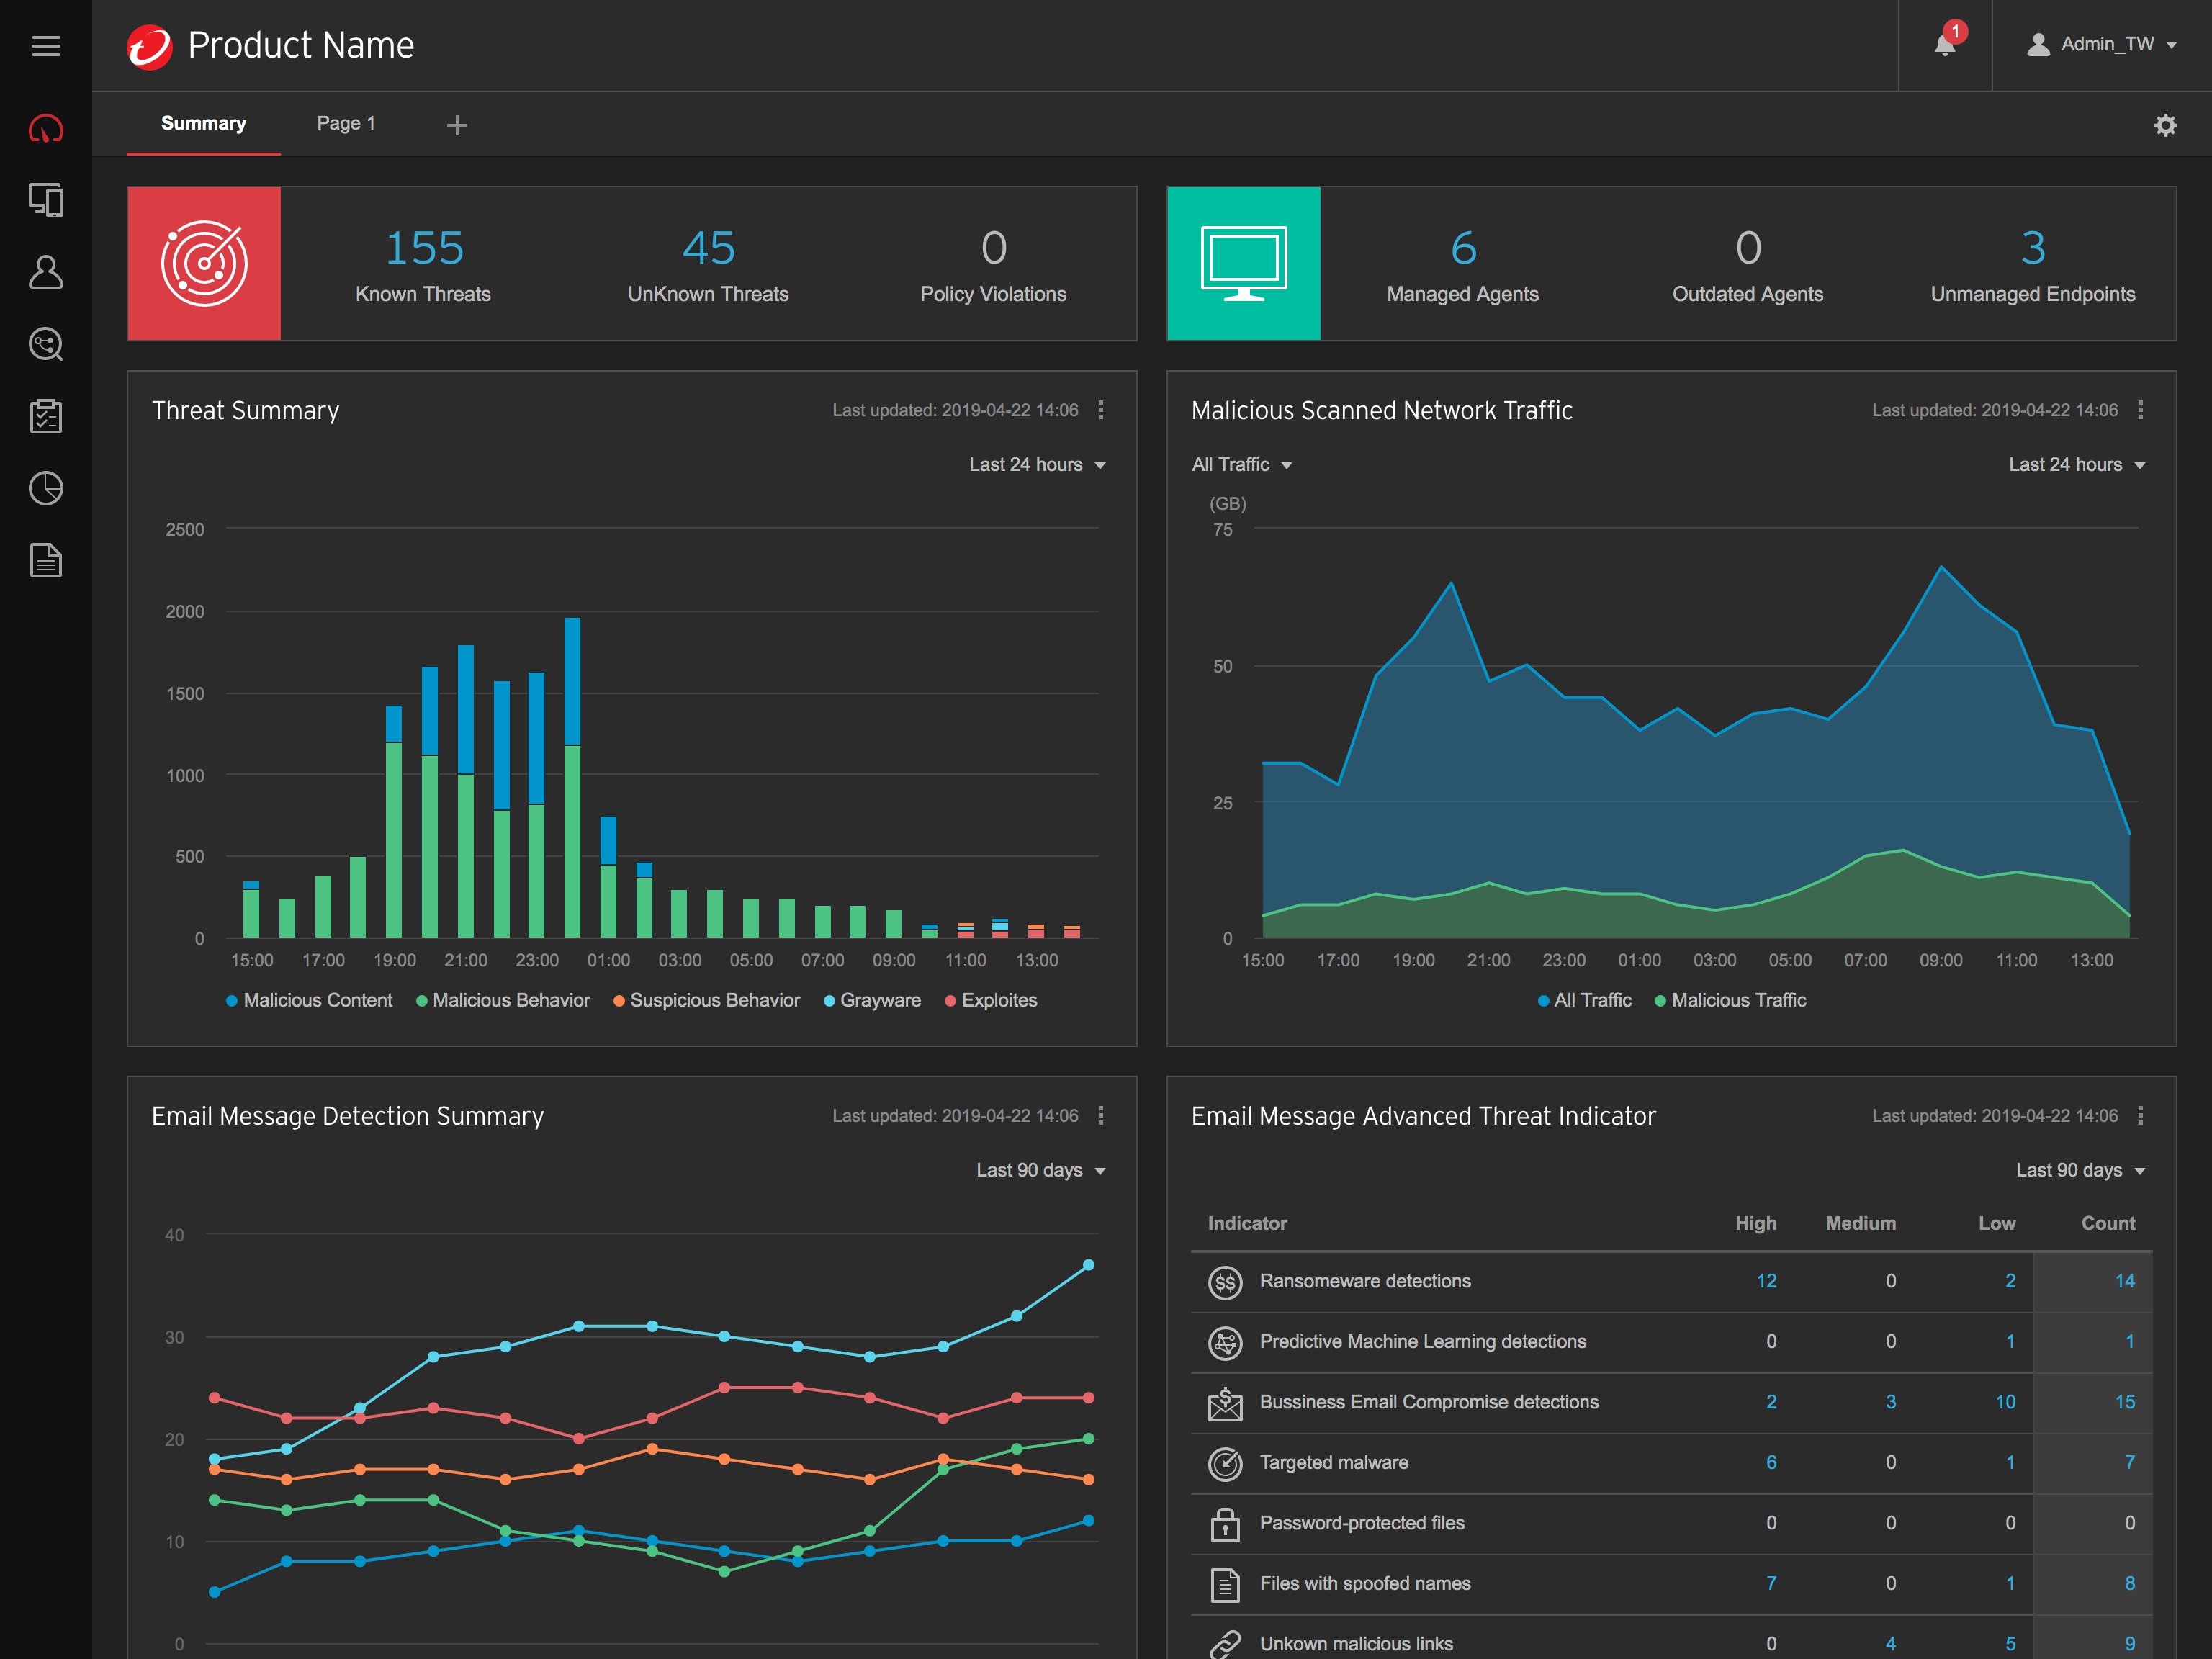 Product Name
1
Admin_TW
Summary
Page 1
155
45
0
Known Threats
UnKnown Threats
Policy Violations
6
0
3
Managed Agents
Outdated Agents
Unmanaged Endpoints
Threat Summary
Last updated: 2019-04-22 14:06
Last 24 hours
2500
2000
1500
1000
500
0
15:00 17:00 19:00 21:00 23:00 01:00 03:00 05:00 07:00 09:00 11:00 13:00
Malicious Content Malicious Behavior Suspicious Behavior Grayware Exploites
Malicious Scanned Network Traffic
Last updated: 2019-04-22 14:06
All Traffic
Last 24 hours
(GB)
75
50
25
0
15:00 17:00 19:00 21:00 23:00 01:00 03:00 05:00 07:00 09:00 11:00 13:00
All Traffic Malicious Traffic
Email Message Detection Summary
Last updated: 2019-04-22 14:06
Last 90 days
40
30
20
10
0
Email Message Advanced Threat Indicator
Last updated: 2019-04-22 14:06
Last 90 days
Indicator High Medium Low Count
$$ Ransomeware detections 12 0 2 14
Predictive Machine Learning detections 0 0 1 1
$ Bussiness Email Compromise detections 2 3 10 15
Targeted malware 6 0 1 7
Password-protected files 0 0 0 0
Files with spoofed names 7 0 1 8
Unkown malicious links 0 4 5 9